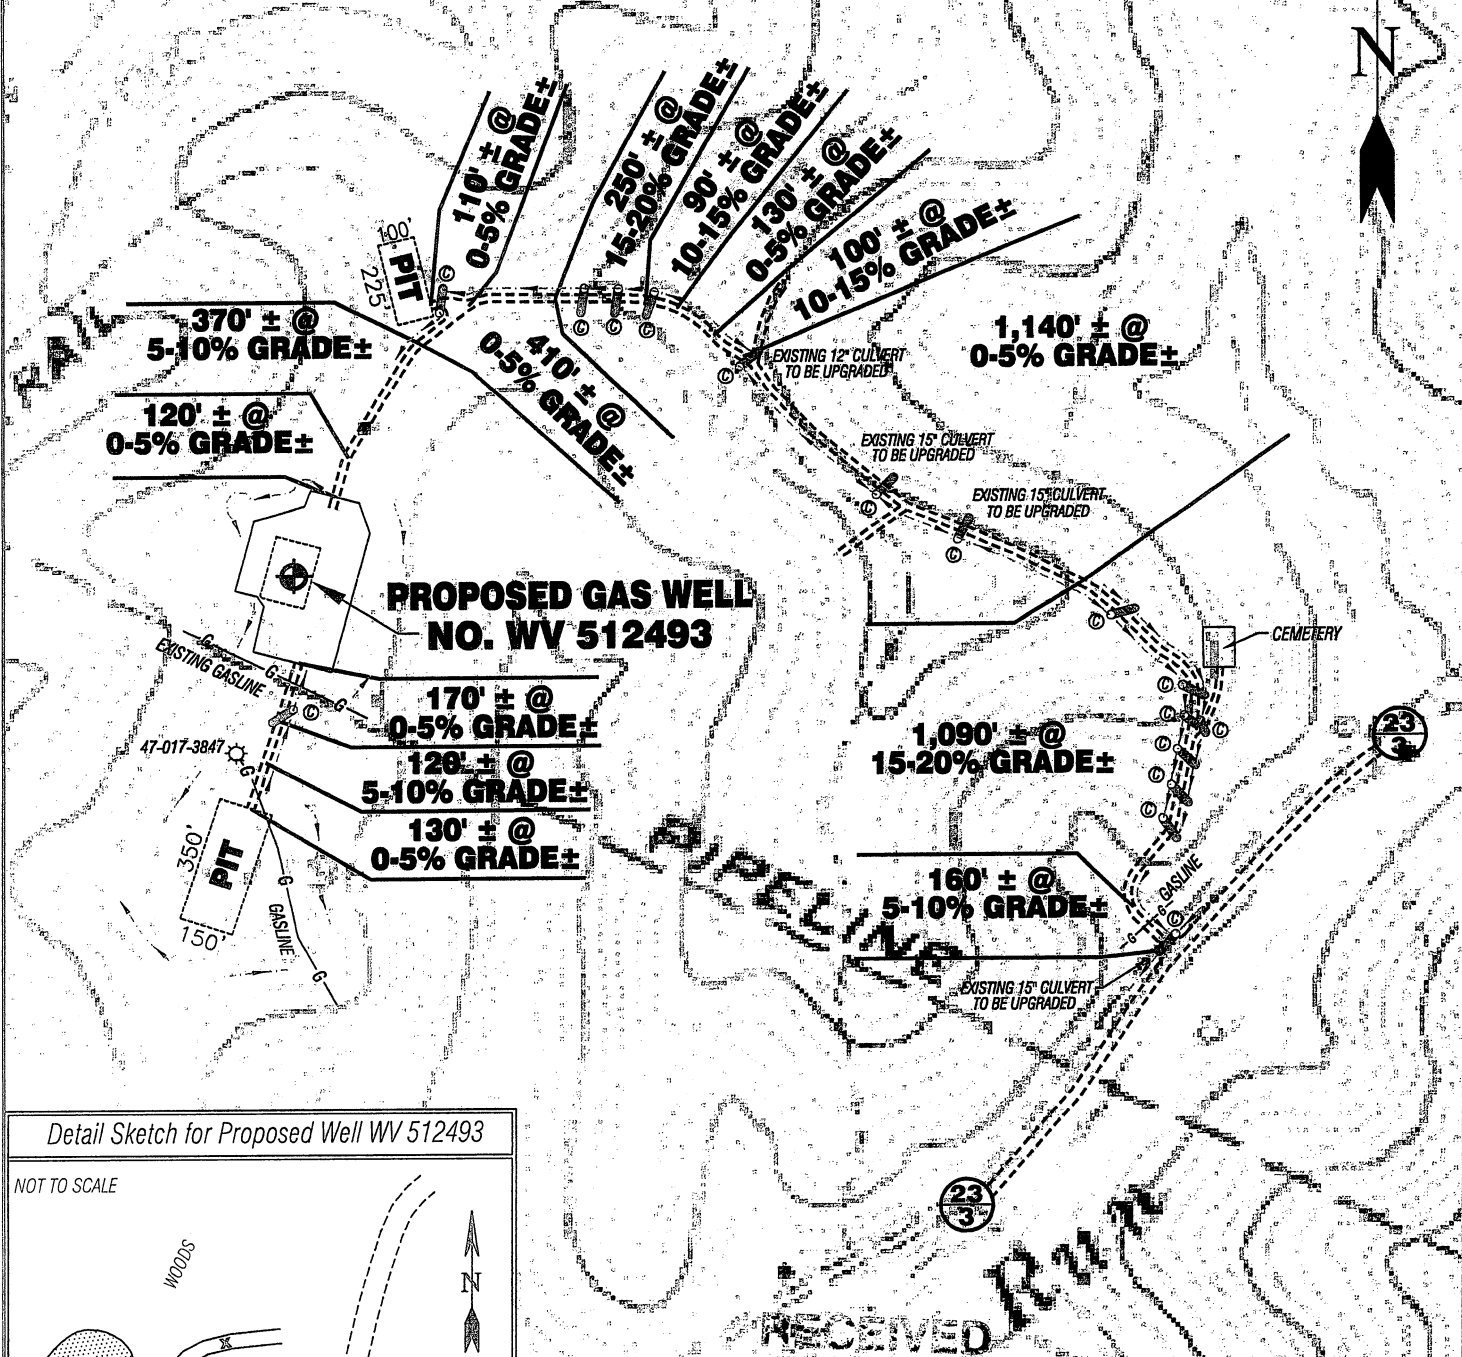 N
110' ± @
0-5% GRADE±
250' ± @
15-20% GRADE±
90' ± @
10-15% GRADE±
130' ± @
0-5% GRADE±
100' ± @
10-15% GRADE±
100'
225'
PIT
C
370' ± @
5-10% GRADE±
410' ± @
0-5% GRADE±
C
C
C
1,140' ± @
0-5% GRADE±
EXISTING 12" CULVERT
TO BE UPGRADED
C
120' ± @
0-5% GRADE±
EXISTING 15" CULVERT
TO BE UPGRADED
C
EXISTING 15" CULVERT
TO BE UPGRADED
C
PROPOSED GAS WELL
NO. WV 512493
C
CEMETERY
G
EXISTING GASLINE
G
G
170' ± @
0-5% GRADE±
C
C
C
C
23
3
1,090' ± @
15-20% GRADE±
47-017-3847
G
120' ± @
5-10% GRADE±
C
C
C
130' ± @
0-5% GRADE±
350'
PIT
150'
G
GASLINE
G
PIPELINE
160' ± @
5-10% GRADE±
G
GASLINE
G
C
EXISTING 15" CULVERT
TO BE UPGRADED
23
3
Detail Sketch for Proposed Well WV 512493
NOT TO SCALE
WOODS
N
X
Run
RECEIVED